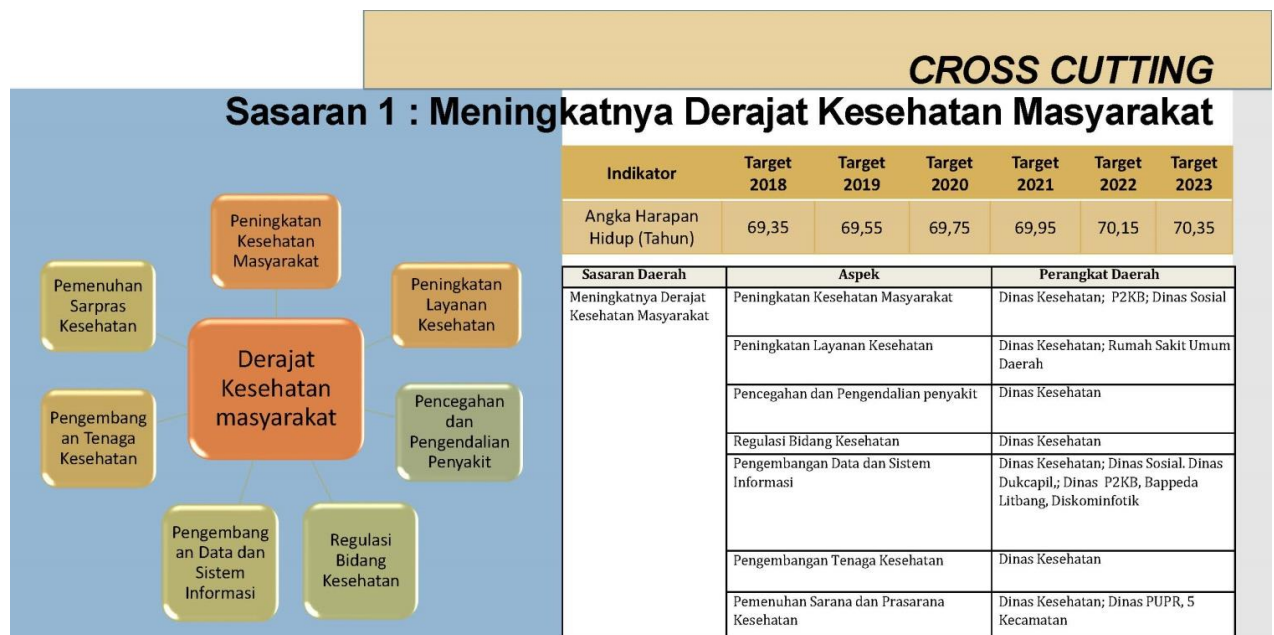 CROSS CUTTING
Sasaran 1 : Meningkatnya Derajat Kesehatan Masyarakat
Peningkatan
Kesehatan
Masyarakat
Peningkatan
Layanan
Kesehatan
Pencegahan
dan
Pengendalian
Penyakit
Regulasi
Bidang
Kesehatan
Pengembang
an Data dan
Sistem
Informasi
Pengembang
an Tenaga
Kesehatan
Pemenuhan
Sarpras
Kesehatan
Derajat
Kesehatan
masyarakat
Indikator Target 2018 Target 2019 Target 2020 Target 2021 Target 2022 Target 2023
Angka Harapan
Hidup (Tahun) 69,35 69,55 69,75 69,95 70,15 70,35
Sasaran Daerah Aspek Perangkat Daerah
Meningkatnya Derajat
Kesehatan Masyarakat
Peningkatan Kesehatan Masyarakat Dinas Kesehatan; P2KB; Dinas Sosial
Peningkatan Layanan Kesehatan Dinas Kesehatan; Rumah Sakit Umum
Daerah
Pencegahan dan Pengendalian penyakit Dinas Kesehatan
Regulasi Bidang Kesehatan Dinas Kesehatan
Pengembangan Data dan Sistem
Informasi
Dinas Kesehatan; Dinas Sosial. Dinas
Dukcapil,; Dinas P2KB, Bappeda
Litbang, Diskominfotik
Pengembangan Tenaga Kesehatan Dinas Kesehatan
Pemenuhan Sarana dan Prasarana
Kesehatan
Dinas Kesehatan; Dinas PUPR, 5
Kecamatan